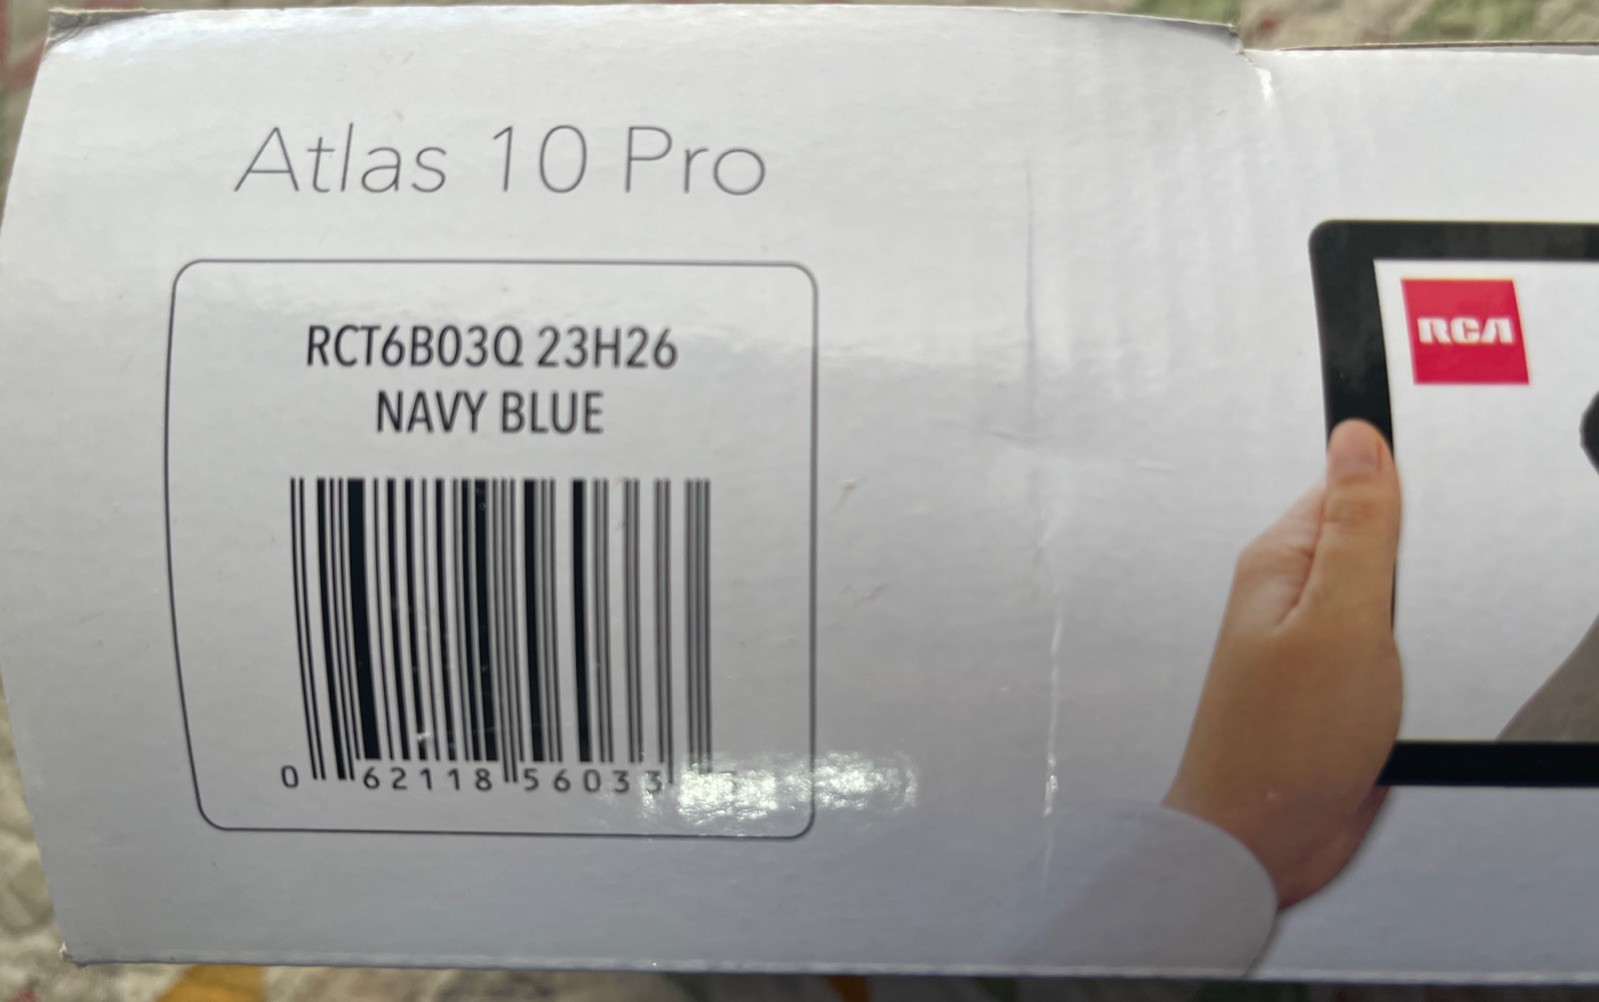 Atlas 10 Pro
RCT6B03Q 23H26
NAVY BLUE
0 62118 56033
RCA